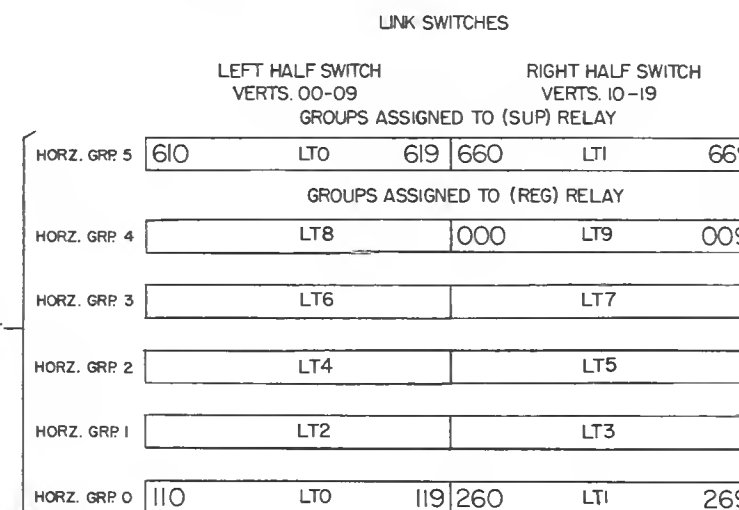 LINK SWITCHES
LEFT HALF SWITCH RIGHT HALF SWITCH
VERTS. 00-09 VERTS. 10-19
GROUPS ASSIGNED TO (SUP) RELAY
HORZ. GRP. 5 610 LT0 619 660 LT1 669
GROUPS ASSIGNED TO (REG) RELAY
HORZ. GRP. 4 LT8 000 LT9 009
HORZ. GRP. 3 LT6 LT7
HORZ. GRP. 2 LT4 LT5
HORZ. GRP. 1 LT2 LT3
HORZ. GRP. 0 110 LT0 119 260 LT1 269